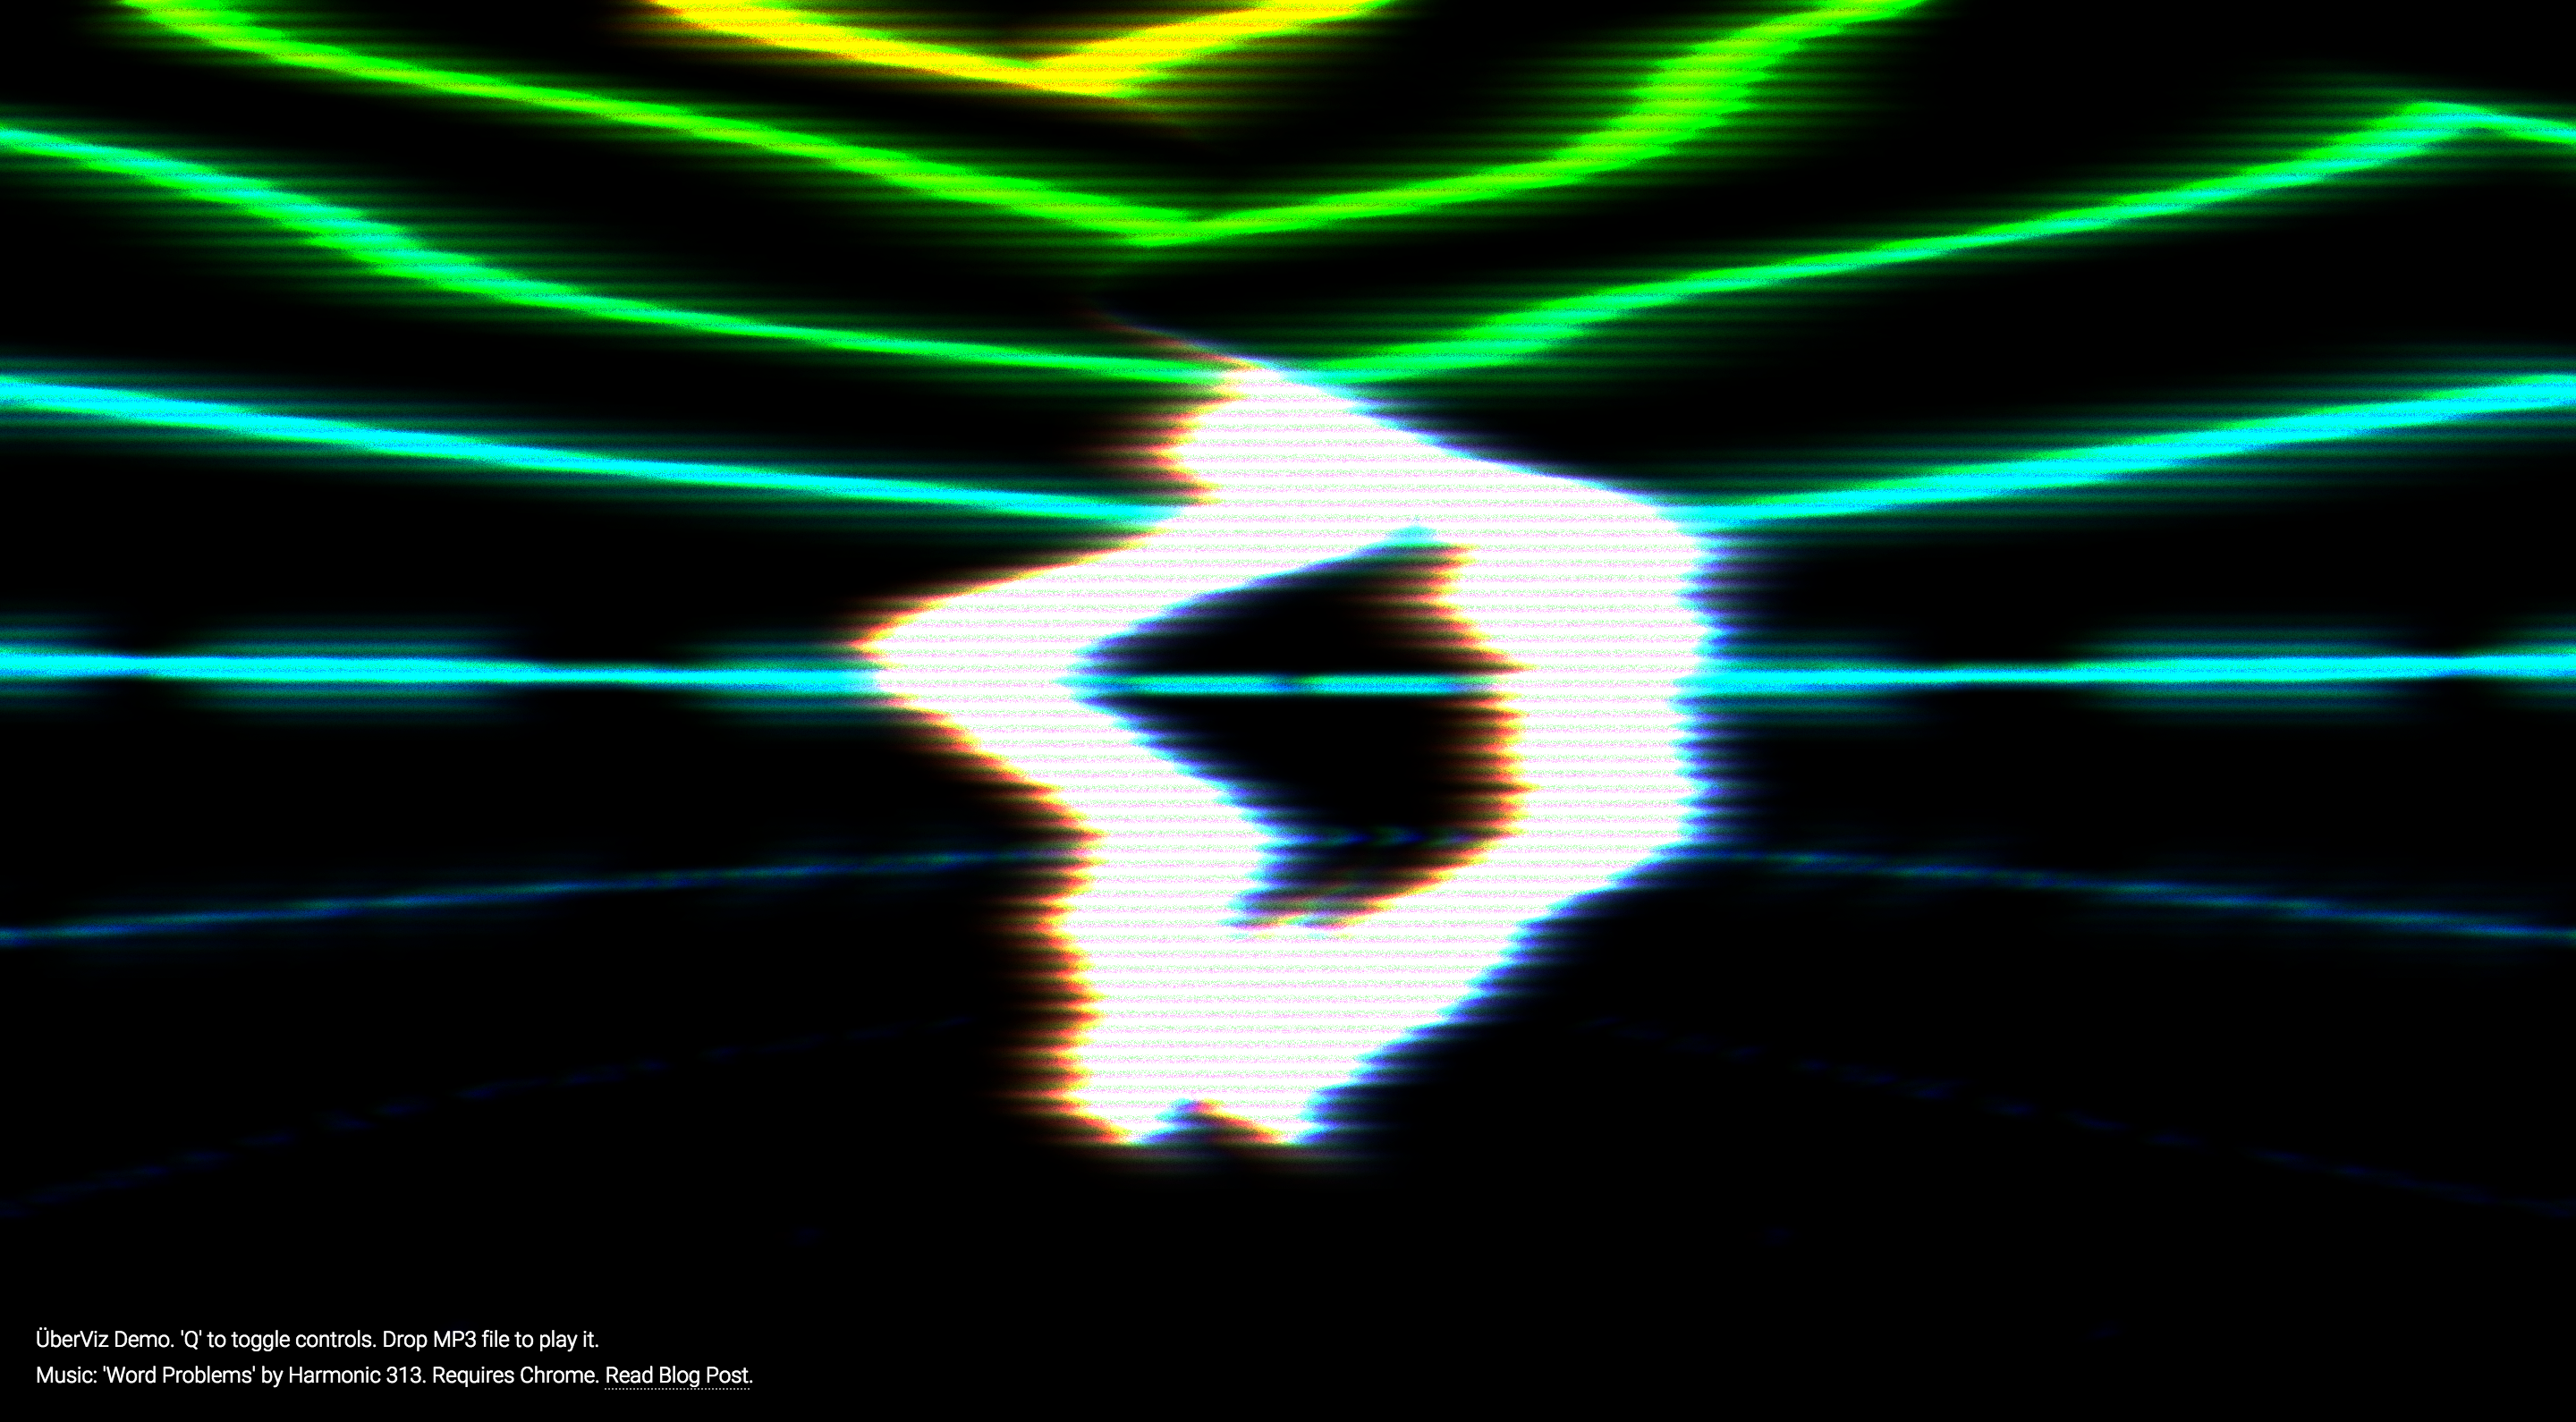 ÜberViz Demo. 'Q' to toggle controls. Drop MP3 file to play it.
Music: 'Word Problems' by Harmonic 313. Requires Chrome. Read Blog Post.